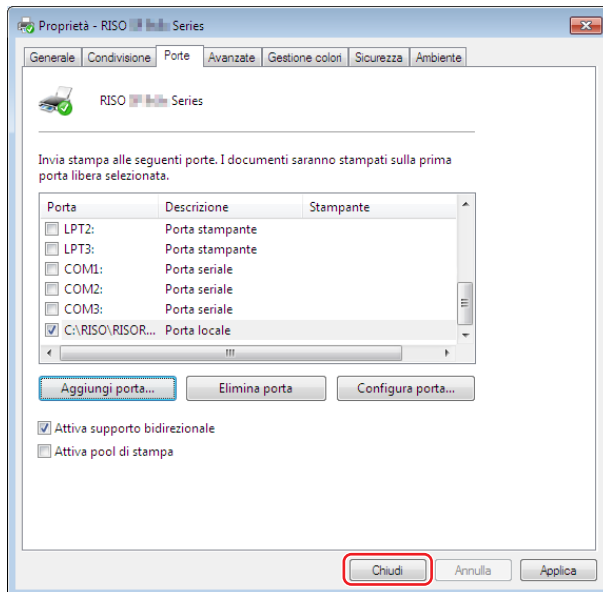 Proprietà - RISO Series
Generale Condivisione Porte Avanzate Gestione colori Sicurezza Ambiente
RISO Series
Invia stampa alle seguenti porte. I documenti saranno stampati sulla prima
porta libera selezionata.
Porta Descrizione Stampante
LPT2: Porta stampante
LPT3: Porta stampante
COM1: Porta seriale
COM2: Porta seriale
COM3: Porta seriale
C:\RISO\RISOR... Porta locale
Aggiungi porta... Elimina porta Configura porta...
Attiva supporto bidirezionale
Attiva pool di stampa
Chiudi Annulla Applica